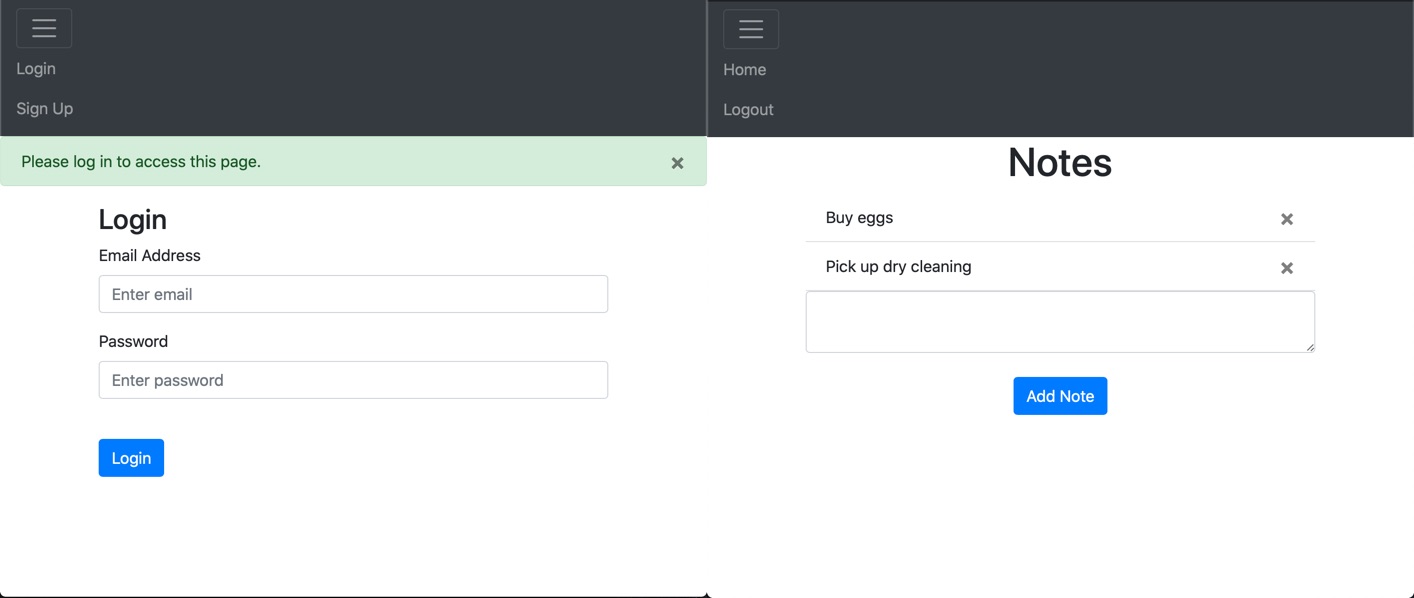 Login
Sign Up
Please log in to access this page.
Login
Email Address
Enter email
Password
Enter password
Login
Home
Logout
Notes
Buy eggs
Pick up dry cleaning
Add Note